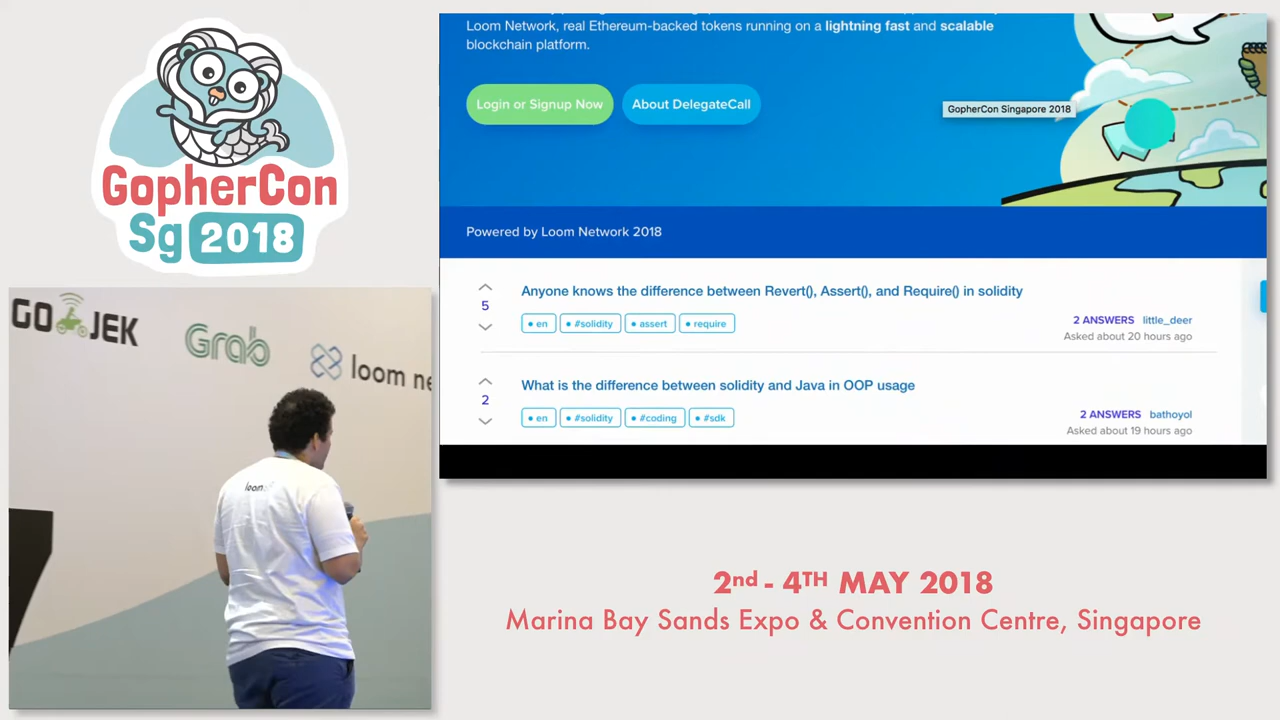 GopherCon
Sg 2018
GO JEK
Grab
loom ne
loom
Loom Network, real Ethereum-backed tokens running on a lightning fast and scalable
blockchain platform.
Login or Signup Now
About DelegateCall
GopherCon Singapore 2018
Powered by Loom Network 2018
5
Anyone knows the difference between Revert(), Assert(), and Require() in solidity
• en
• #solidity
• assert
• require
2 ANSWERS little_deer
Asked about 20 hours ago
2
What is the difference between solidity and Java in OOP usage
• en
• #solidity
• #coding
• #sdk
2 ANSWERS bathoyol
Asked about 19 hours ago
2nd - 4TH MAY 2018
Marina Bay Sands Expo & Convention Centre, Singapore